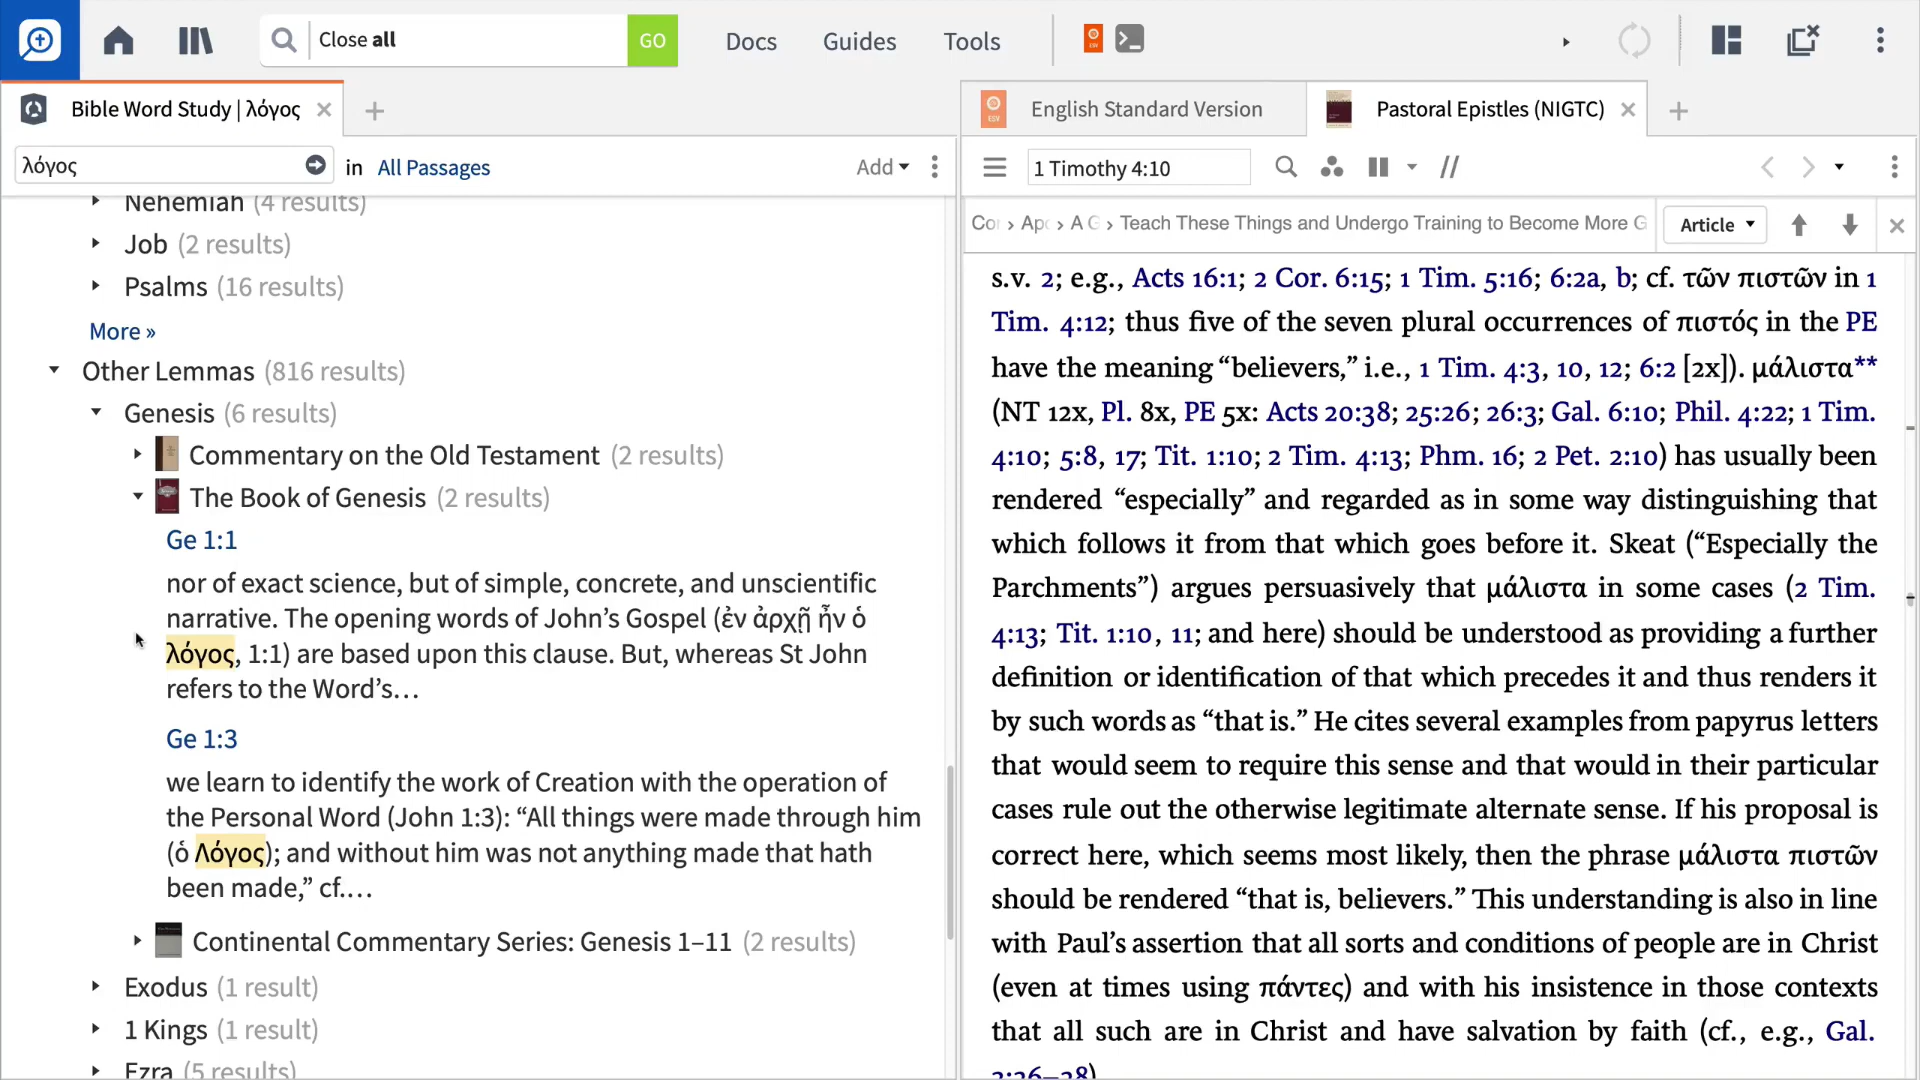 Close all
GO
Docs
Guides
Tools
Bible Word Study | λόγος
λόγος
in All Passages
Add
Nehemiah (4 results)
Job (2 results)
Psalms (16 results)
More »
Other Lemmas (816 results)
Genesis (6 results)
Commentary on the Old Testament (2 results)
The Book of Genesis (2 results)
Ge 1:1
nor of exact science, but of simple, concrete, and unscientific
narrative. The opening words of John’s Gospel (ἐν ἀρχῇ ἦν ὁ
λόγος, 1:1) are based upon this clause. But, whereas St John
refers to the Word’s…
Ge 1:3
we learn to identify the work of Creation with the operation of
the Personal Word (John 1:3): “All things were made through him
(ὁ Λόγος); and without him was not anything made that hath
been made,” cf.…
Continental Commentary Series: Genesis 1–11 (2 results)
Exodus (1 result)
1 Kings (1 result)
Ezra (5 results)
English Standard Version
Pastoral Epistles (NIGTC)
1 Timothy 4:10
Co › Ap › A G › Teach These Things and Undergo Training to Become More G
Article
s.v. 2; e.g., Acts 16:1; 2 Cor. 6:15; 1 Tim. 5:16; 6:2a, b; cf. τῶν πιστῶν in 1
Tim. 4:12; thus five of the seven plural occurrences of πιστός in the PE
have the meaning “believers,” i.e., 1 Tim. 4:3, 10, 12; 6:2 [2x]). μάλιστα**
(NT 12x, Pl. 8x, PE 5x: Acts 20:38; 25:26; 26:3; Gal. 6:10; Phil. 4:22; 1 Tim.
4:10; 5:8, 17; Tit. 1:10; 2 Tim. 4:13; Phm. 16; 2 Pet. 2:10) has usually been
rendered “especially” and regarded as in some way distinguishing that
which follows it from that which goes before it. Skeat (“Especially the
Parchments”) argues persuasively that μάλιστα in some cases (2 Tim.
4:13; Tit. 1:10, 11; and here) should be understood as providing a further
definition or identification of that which precedes it and thus renders it
by such words as “that is.” He cites several examples from papyrus letters
that would seem to require this sense and that would in their particular
cases rule out the otherwise legitimate alternate sense. If his proposal is
correct here, which seems most likely, then the phrase μάλιστα πιστῶν
should be rendered “that is, believers.” This understanding is also in line
with Paul’s assertion that all sorts and conditions of people are in Christ
(even at times using πάντες) and with his insistence in those contexts
that all such are in Christ and have salvation by faith (cf., e.g., Gal.
3:26–28)